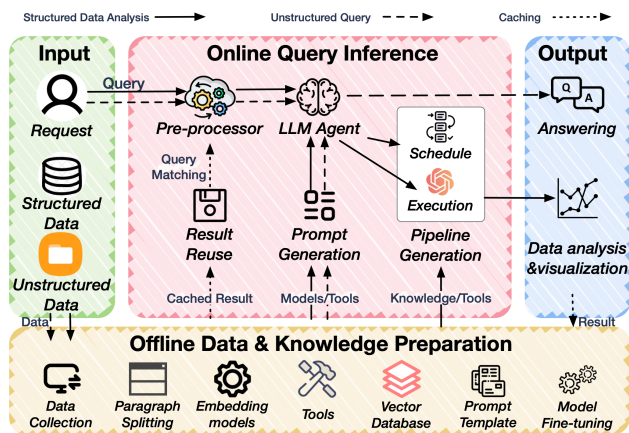 Structured Data Analysis
Unstructured Query
Caching
Input
Online Query Inference
Output
Query
Request
Pre-processor
LLM Agent
Q
A
Answering
Schedule
Query
Matching
Structured
Data
Execution
Result
Reuse
Prompt
Generation
Pipeline
Generation
Data analysis
&visualization
Unstructured
Data
Data
Cached Result
Models/Tools
Knowledge/Tools
Result
Offline Data & Knowledge Preparation
Data
Collection
Paragraph
Splitting
Embedding
models
Tools
Vector
Database
Prompt
Template
Model
Fine-tuning